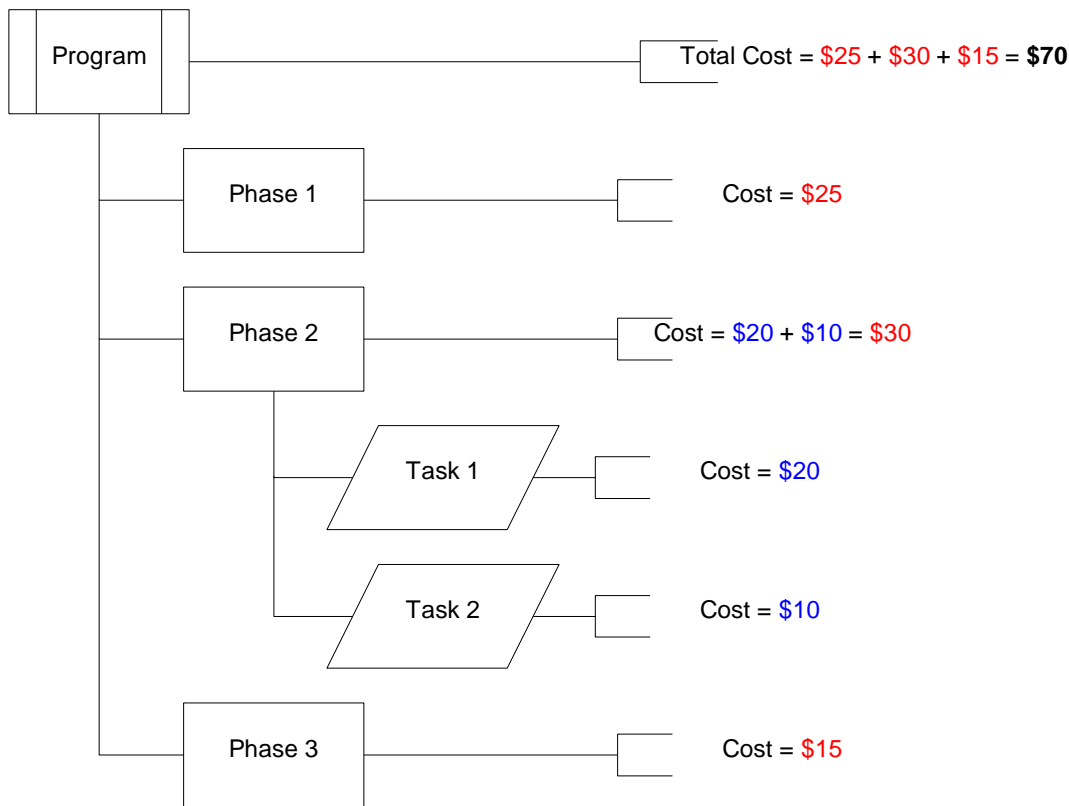 Program
Total Cost = $25 + $30 + $15 = $70
Phase 1
Cost = $25
Phase 2
Cost = $20 + $10 = $30
Task 1
Cost = $20
Task 2
Cost = $10
Phase 3
Cost = $15